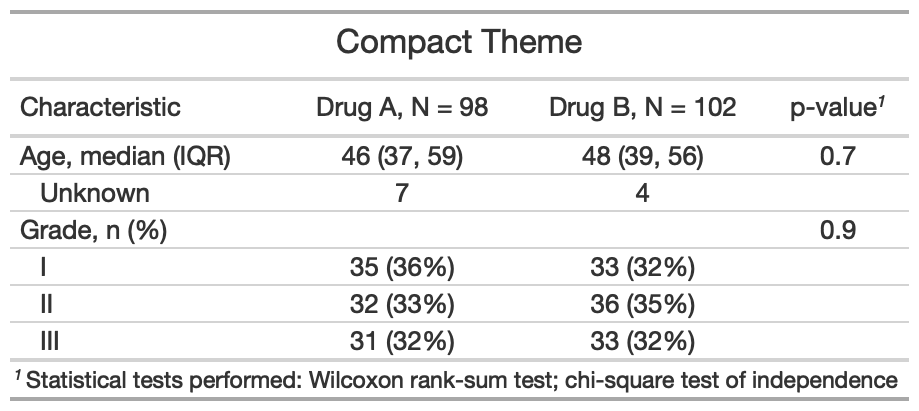 Compact Theme
Characteristic Drug A, N = 98 Drug B, N = 102 p-value¹
Age, median (IQR) 46 (37, 59) 48 (39, 56) 0.7
Unknown 7 4
Grade, n (%) 0.9
I 35 (36%) 33 (32%)
II 32 (33%) 36 (35%)
III 31 (32%) 33 (32%)
¹ Statistical tests performed: Wilcoxon rank-sum test; chi-square test of independence